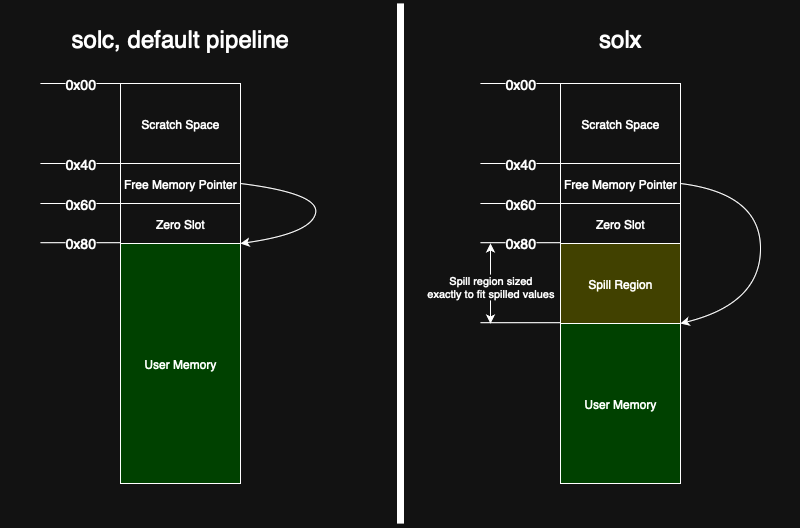 solc, default pipeline
0x00
Scratch Space
0x40
Free Memory Pointer
0x60
Zero Slot
0x80
User Memory
solx
0x00
Scratch Space
0x40
Free Memory Pointer
0x60
Zero Slot
0x80
Spill region sized
exactly to fit spilled values
Spill Region
User Memory